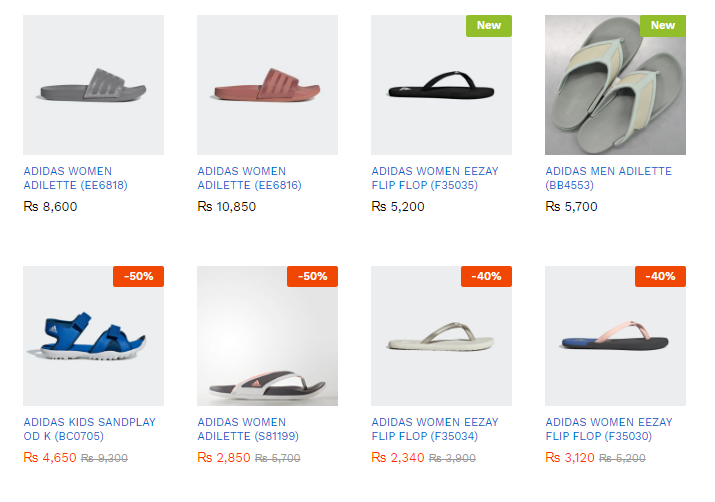 New
New
ADIDAS WOMEN
ADILETTE (EE6818)
₨ 8,600
ADIDAS WOMEN
ADILETTE (EE6816)
₨ 10,850
ADIDAS WOMEN EEZAY
FLIP FLOP (F35035)
₨ 5,200
ADIDAS MEN ADILETTE
(BB4553)
₨ 5,700
-50%
-50%
-40%
-40%
ADIDAS KIDS SANDPLAY
OD K (BC0705)
₨ 4,650 ₨ 9,300
ADIDAS WOMEN
ADILETTE (S81199)
₨ 2,850 ₨ 5,700
ADIDAS WOMEN EEZAY
FLIP FLOP (F35034)
₨ 2,340 ₨ 3,900
ADIDAS WOMEN EEZAY
FLIP FLOP (F35030)
₨ 3,120 ₨ 5,200